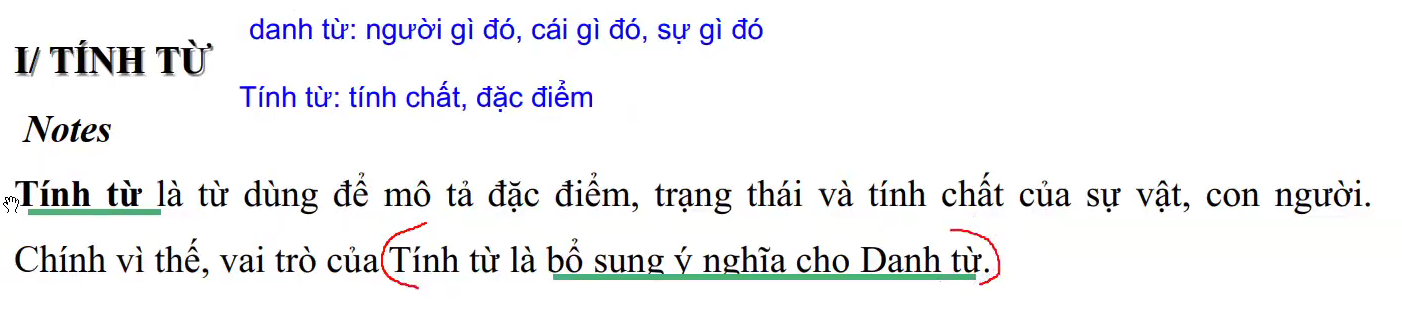 danh từ: người gì đó, cái gì đó, sự gì đó
I/ TÍNH TỪ
Tính từ: tính chất, đặc điểm
Notes
Tính từ là từ dùng để mô tả đặc điểm, trạng thái và tính chất của sự vật, con người.
Chính vì thế, vai trò của Tính từ là bổ sung ý nghĩa cho Danh từ.